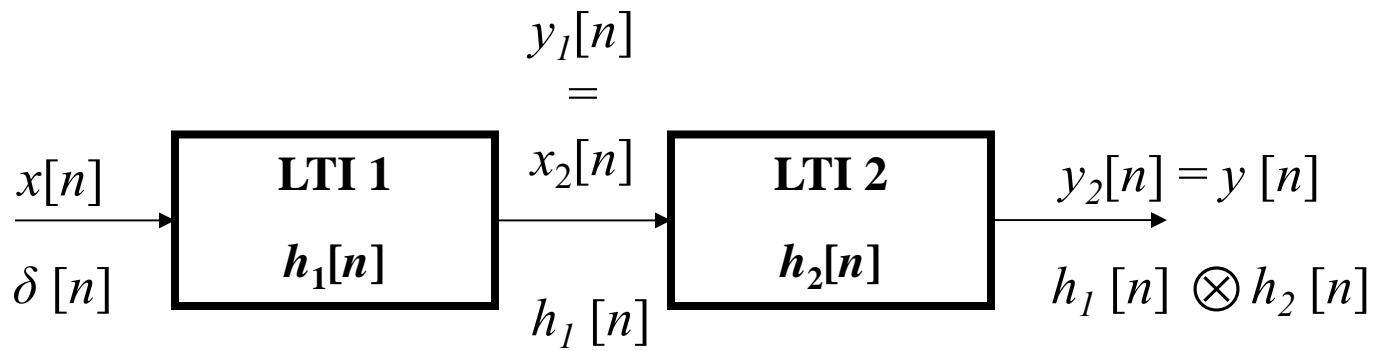 y₁[n]
=
x₂[n]
x[n]
δ [n]
LTI 1
h₁[n]
h₁ [n]
LTI 2
h₂[n]
y₂[n] = y [n]
h₁ [n] ⊗ h₂ [n]